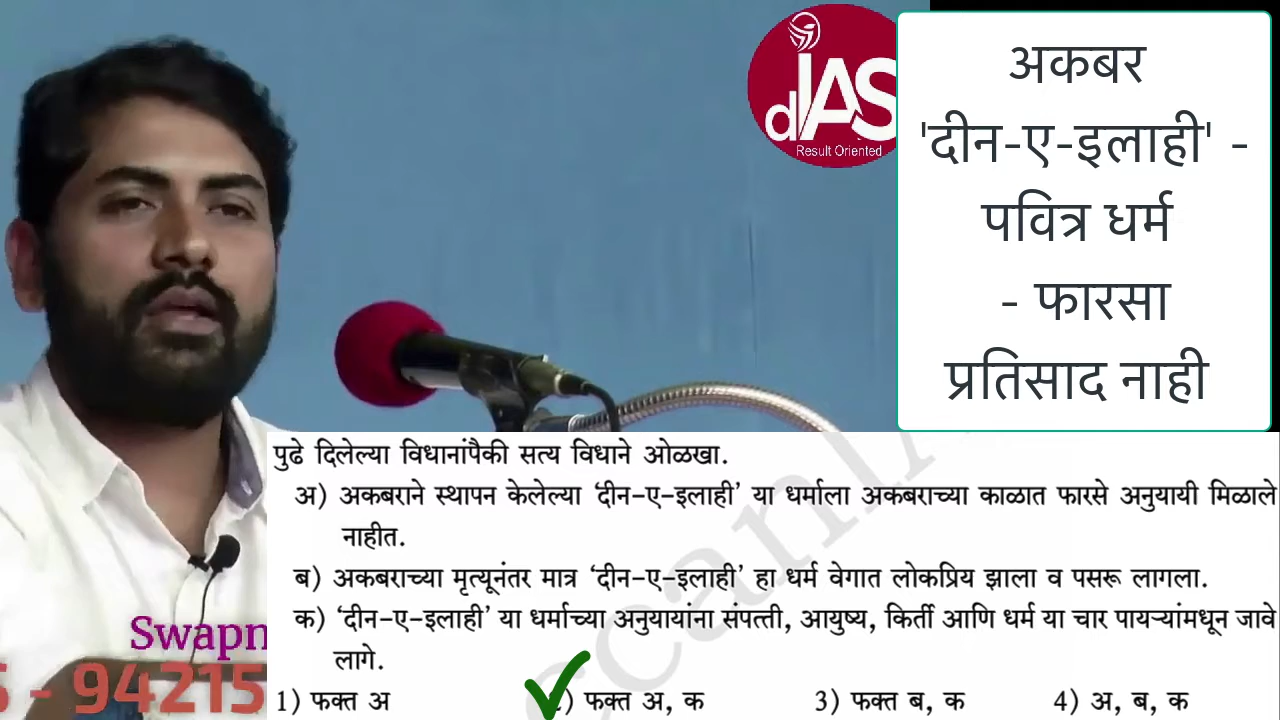 dIAS
Result Oriented
अकबर
'दीन-ए-इलाही' -
पवित्र धर्म
- फारसा
प्रतिसाद नाही
पुढे दिलेल्या विधानांपैकी सत्य विधाने ओळखा.
अ) अकबराने स्थापन केलेल्या ‘दीन-ए-इलाही’ या धर्माला अकबराच्या काळात फारसे अनुयायी मिळाले
नाहीत.
ब) अकबराच्या मृत्यूनंतर मात्र ‘दीन-ए-इलाही’ हा धर्म वेगात लोकप्रिय झाला व पसरू लागला.
क) ‘दीन-ए-इलाही’ या धर्माच्या अनुयायांना संपत्ती, आयुष्य, किर्ती आणि धर्म या चार पायऱ्यांमधून जावे
लागे.
1) फक्त अ ) फक्त अ, क 3) फक्त ब, क 4) अ, ब, क
Swapn
- 94215